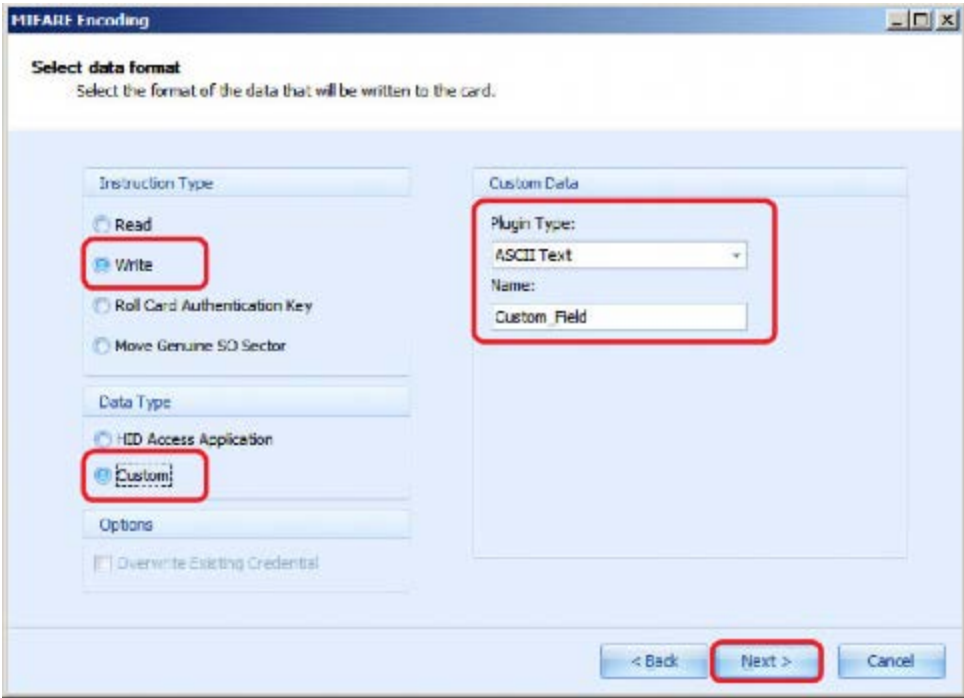 MIFARE Encoding
Select data format
Select the format of the data that will be written to the card.
Instruction Type
Read
Write
Roll Card Authentication Key
Move Genuine SO Sector
Data Type
HID Access Application
Custom
Options
Overwrite Existing Credential
Custom Data
Plugin Type:
ASCII Text
Name:
Custom_Field
< Back
Next >
Cancel